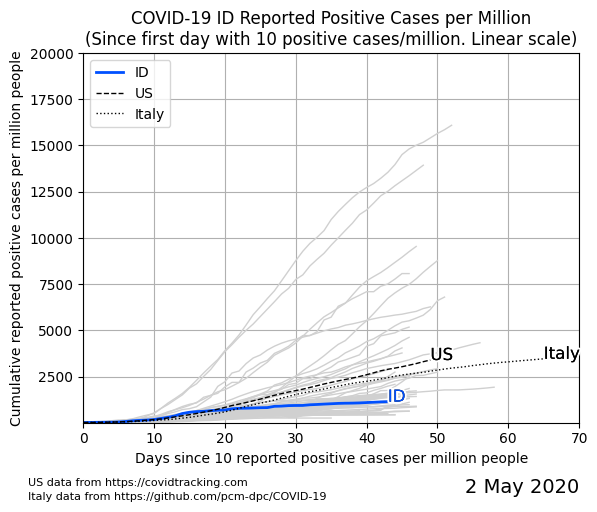 COVID-19 ID Reported Positive Cases per Million
(Since first day with 10 positive cases/million. Linear scale)
Cumulative reported positive cases per million people
20000
17500
15000
12500
10000
7500
5000
2500
ID
US
Italy
US
Italy
ID
0 10 20 30 40 50 60 70
Days since 10 reported positive cases per million people
US data from https://covidtracking.com
Italy data from https://github.com/pcm-dpc/COVID-19
2 May 2020